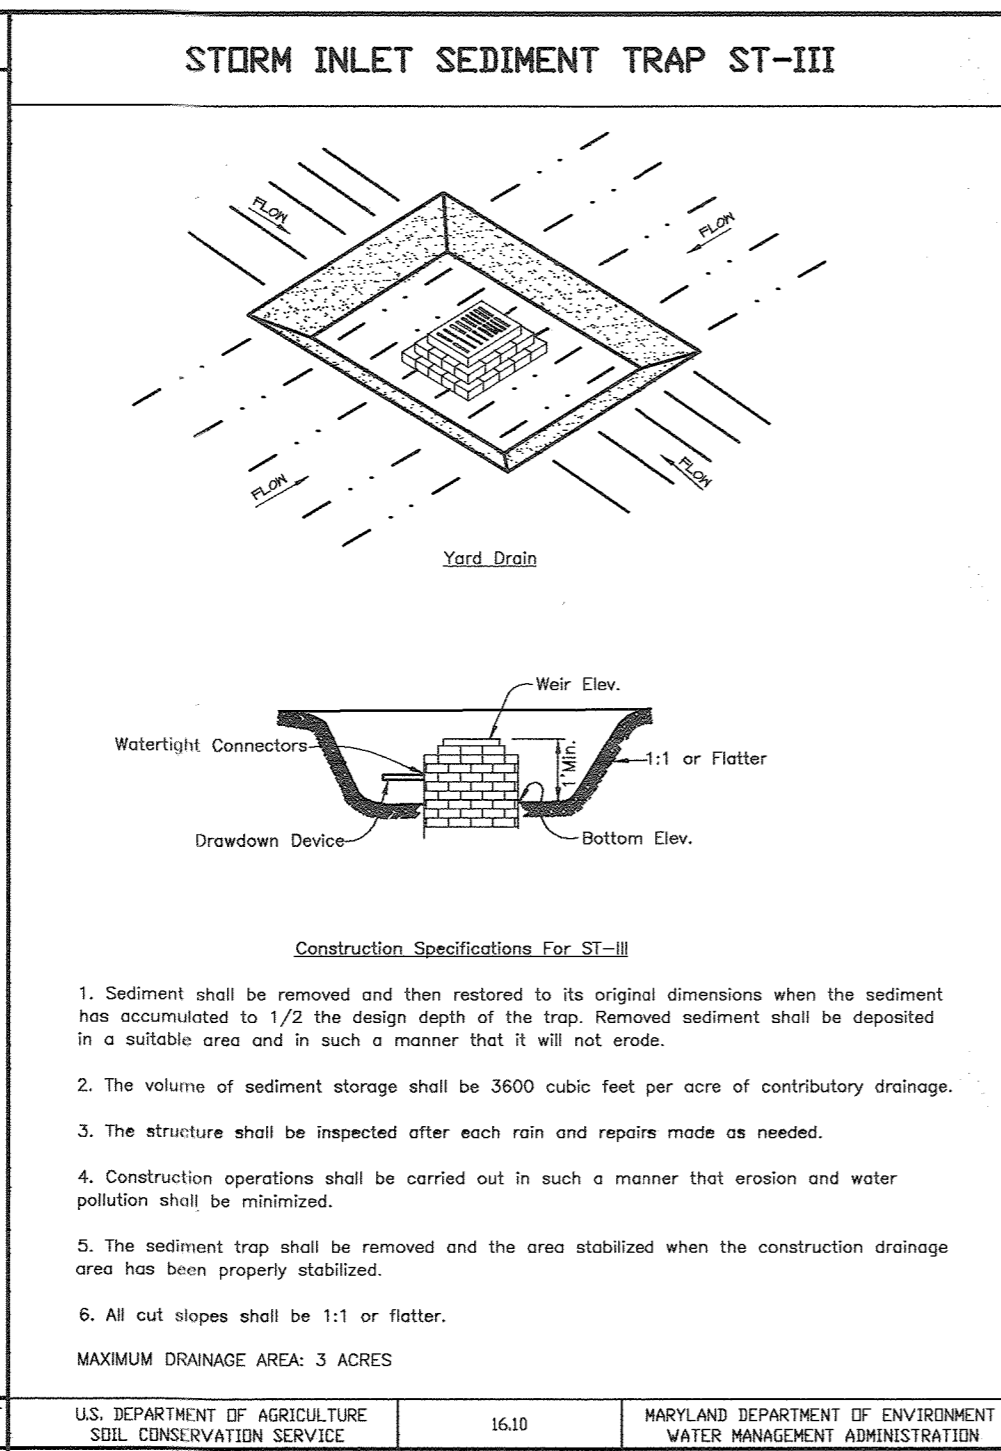 STORM INLET SEDIMENT TRAP ST-III
FLOW
FLOW
FLOW
FLOW
Yard Drain
Weir Elev.
Watertight Connectors
1'Min.
1:1 or Flatter
Drawdown Device
Bottom Elev.
Construction Specifications For ST-III
1. Sediment shall be removed and then restored to its original dimensions when the sediment
has accumulated to 1/2 the design depth of the trap. Removed sediment shall be deposited
in a suitable area and in such a manner that it will not erode.
2. The volume of sediment storage shall be 3600 cubic feet per acre of contributory drainage.
3. The structure shall be inspected after each rain and repairs made as needed.
4. Construction operations shall be carried out in such a manner that erosion and water
pollution shall be minimized.
5. The sediment trap shall be removed and the area stabilized when the construction drainage
area has been properly stabilized.
6. All cut slopes shall be 1:1 or flatter.
MAXIMUM DRAINAGE AREA: 3 ACRES
U.S. DEPARTMENT OF AGRICULTURE
SOIL CONSERVATION SERVICE
16.10
MARYLAND DEPARTMENT OF ENVIRONMENT
WATER MANAGEMENT ADMINISTRATION